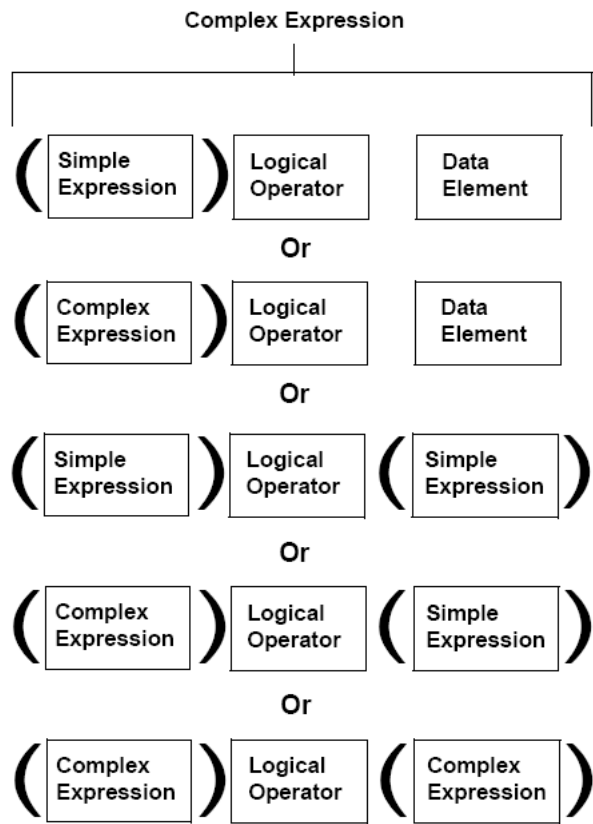 Complex Expression
( Simple Expression ) Logical Operator Data Element
Or
( Complex Expression ) Logical Operator Data Element
Or
( Simple Expression ) Logical Operator ( Simple Expression )
Or
( Complex Expression ) Logical Operator ( Simple Expression )
Or
( Complex Expression ) Logical Operator ( Complex Expression )